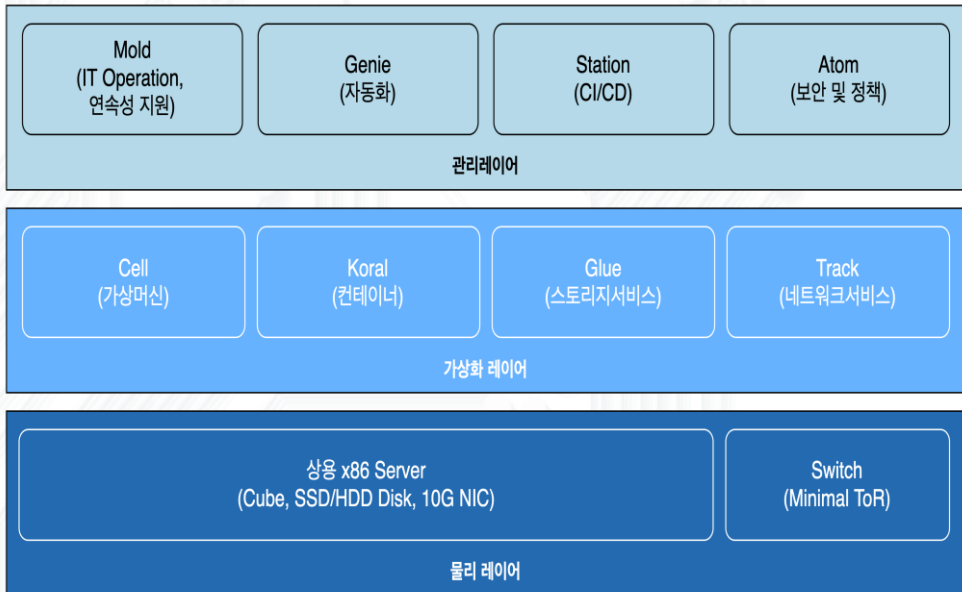 Mold
(IT Operation,
연속성 지원)
Genie
(자동화)
Station
(CI/CD)
Atom
(보안 및 정책)
관리레이어
Cell
(가상머신)
Koral
(컨테이너)
Glue
(스토리지서비스)
Track
(네트워크서비스)
가상화 레이어
상용 x86 Server
(Cube, SSD/HDD Disk, 10G NIC)
Switch
(Minimal ToR)
물리 레이어